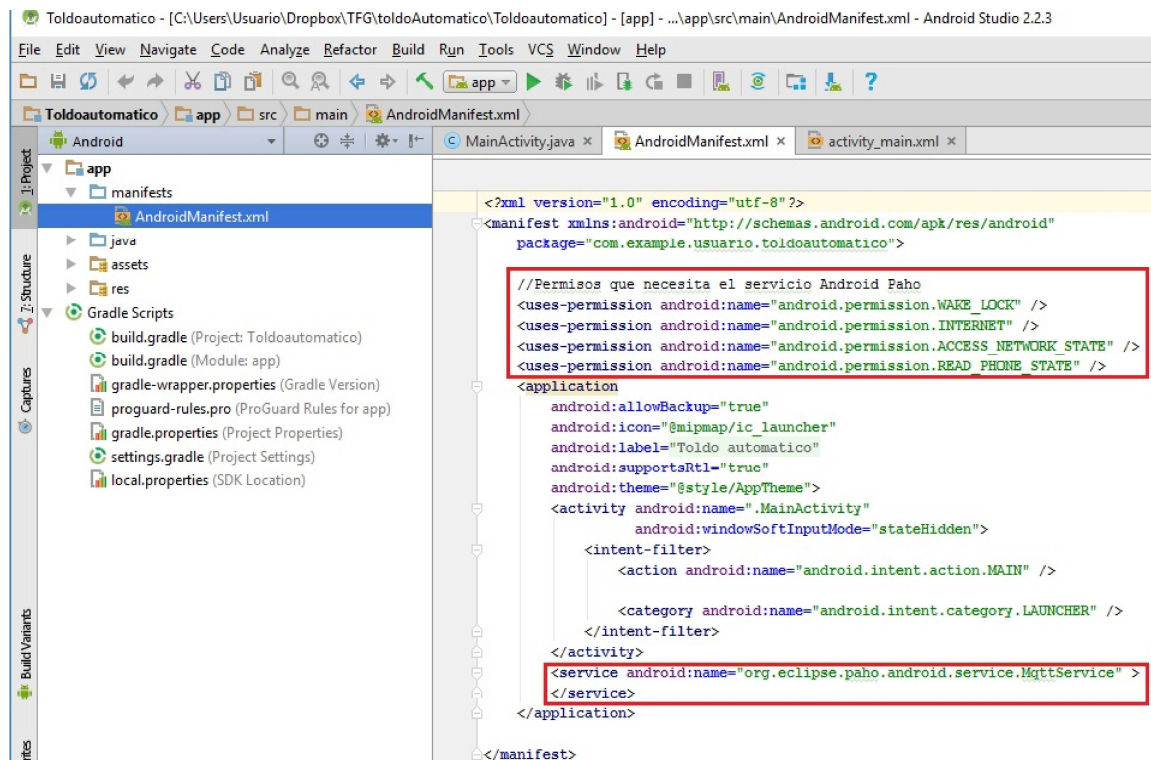 Toldoautomatico - [C:\Users\Usuario\Dropbox\TFG\toldoAutomatico\Toldoautomatico] - [app] - ...\app\src\main\AndroidManifest.xml - Android Studio 2.2.3
File Edit View Navigate Code Analyze Refactor Build Run Tools VCS Window Help
app
Toldoautomatico app src main AndroidManifest.xml
Android
MainActivity.java × AndroidManifest.xml × activity_main.xml ×
1: Project
7: Structure
Captures
Build Variants
app
manifests
AndroidManifest.xml
java
assets
res
Gradle Scripts
build.gradle (Project: Toldoautomatico)
build.gradle (Module: app)
gradle-wrapper.properties (Gradle Version)
proguard-rules.pro (ProGuard Rules for app)
gradle.properties (Project Properties)
settings.gradle (Project Settings)
local.properties (SDK Location)
<?xml version="1.0" encoding="utf-8"?>
<manifest xmlns:android="http://schemas.android.com/apk/res/android"
package="com.example.usuario.toldoautomatico">
//Permisos que necesita el servicio Android Paho
<uses-permission android:name="android.permission.WAKE_LOCK" />
<uses-permission android:name="android.permission.INTERNET" />
<uses-permission android:name="android.permission.ACCESS_NETWORK_STATE" />
<uses-permission android:name="android.permission.READ_PHONE_STATE" />
<application
android:allowBackup="true"
android:icon="@mipmap/ic_launcher"
android:label="Toldo automatico"
android:supportsRtl="true"
android:theme="@style/AppTheme">
<activity android:name=".MainActivity"
android:windowSoftInputMode="stateHidden">
<intent-filter>
<action android:name="android.intent.action.MAIN" />
<category android:name="android.intent.category.LAUNCHER" />
</intent-filter>
</activity>
<service android:name="org.eclipse.paho.android.service.MqttService" >
</service>
</application>
</manifest>